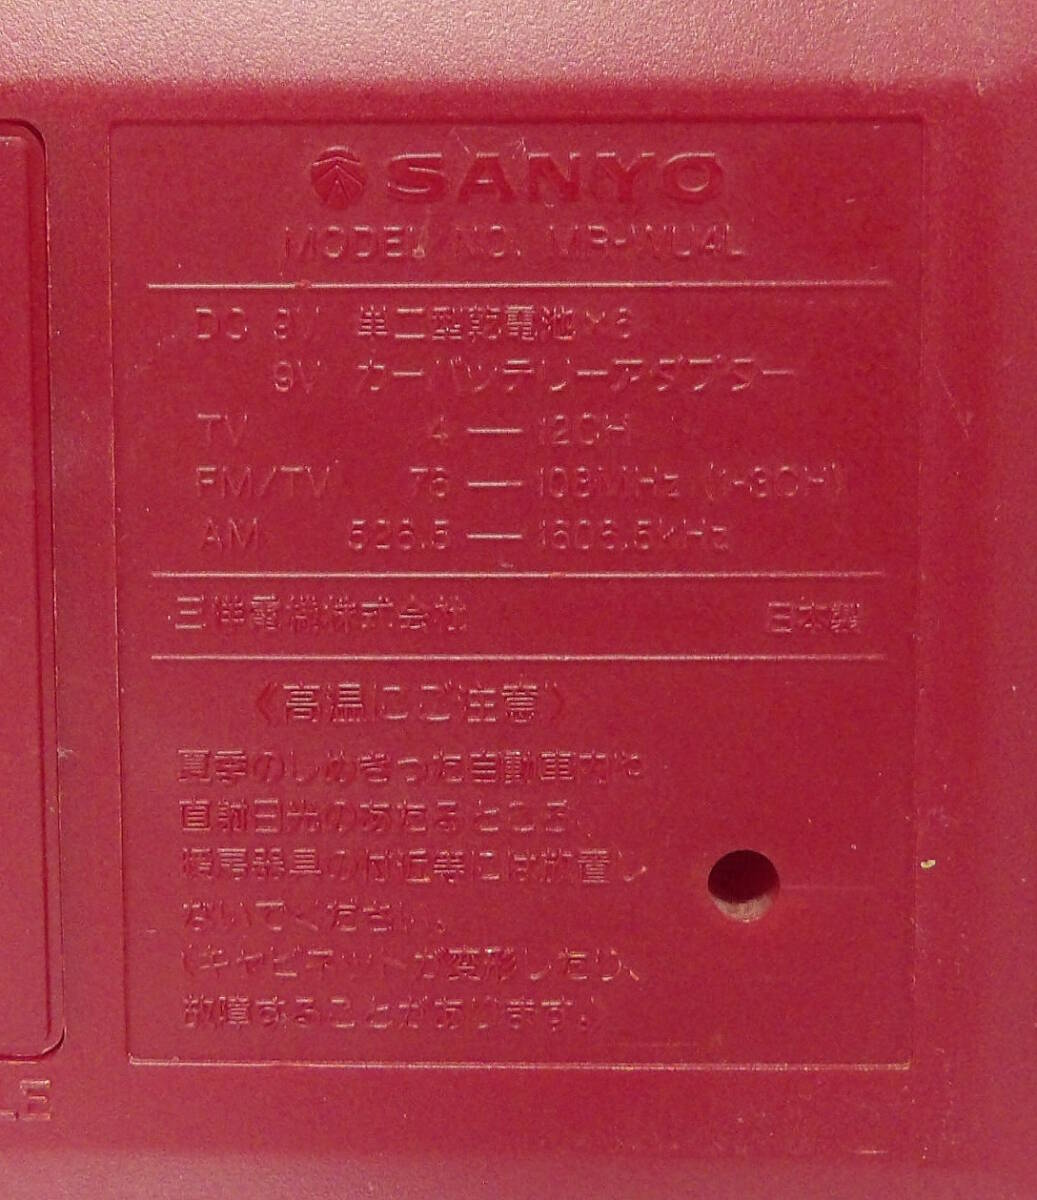 SANYO
MODEL NO. MR-WU4L
DC 9V 単二型乾電池×6
9V カーバッテリーアダプター
TV 4 — 12CH
FM/TV 76 — 108MHz (1-3CH)
AM 526.5 — 1606.5kHz
三洋電機株式会社 日本製
《高温にご注意》
夏季のしめきった自動車内や
直射日光のあたるところ、
暖房器具の付近等には放置し
ないでください。
(キャビネットが変形したり、
故障することがあります。)
LE